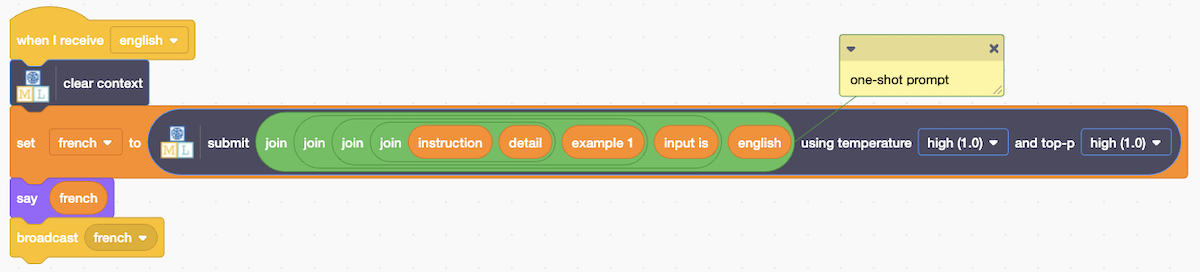 when I receive english
M L clear context
one-shot prompt
set french to M L submit join join join join instruction detail example 1 input is english using temperature high (1.0) and top-p high (1.0)
say french
broadcast french